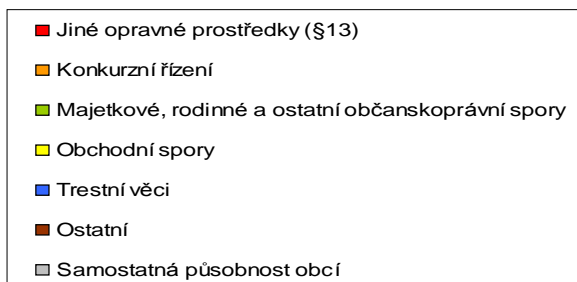 Jiné opravné prostředky (§13)
Konkurzní řízení
Majetkové, rodinné a ostatní občanskoprávní spory
Obchodní spory
Trestní věci
Ostatní
Samostatná působnost obcí